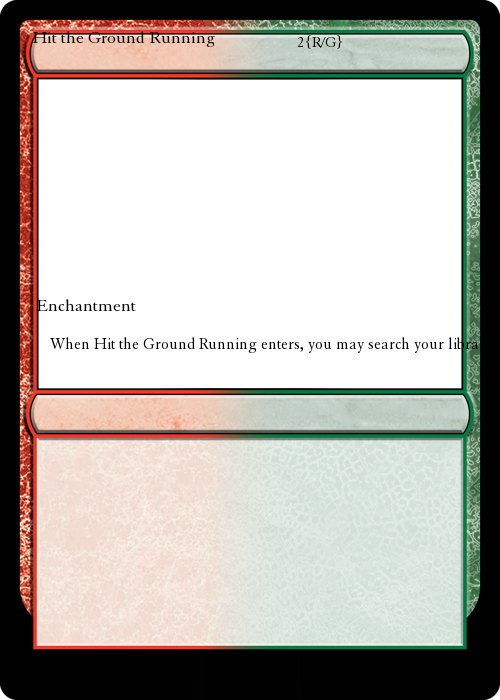 Hit the Ground Running
2{R/G}
Enchantment
When Hit the Ground Running enters, you may search your libra